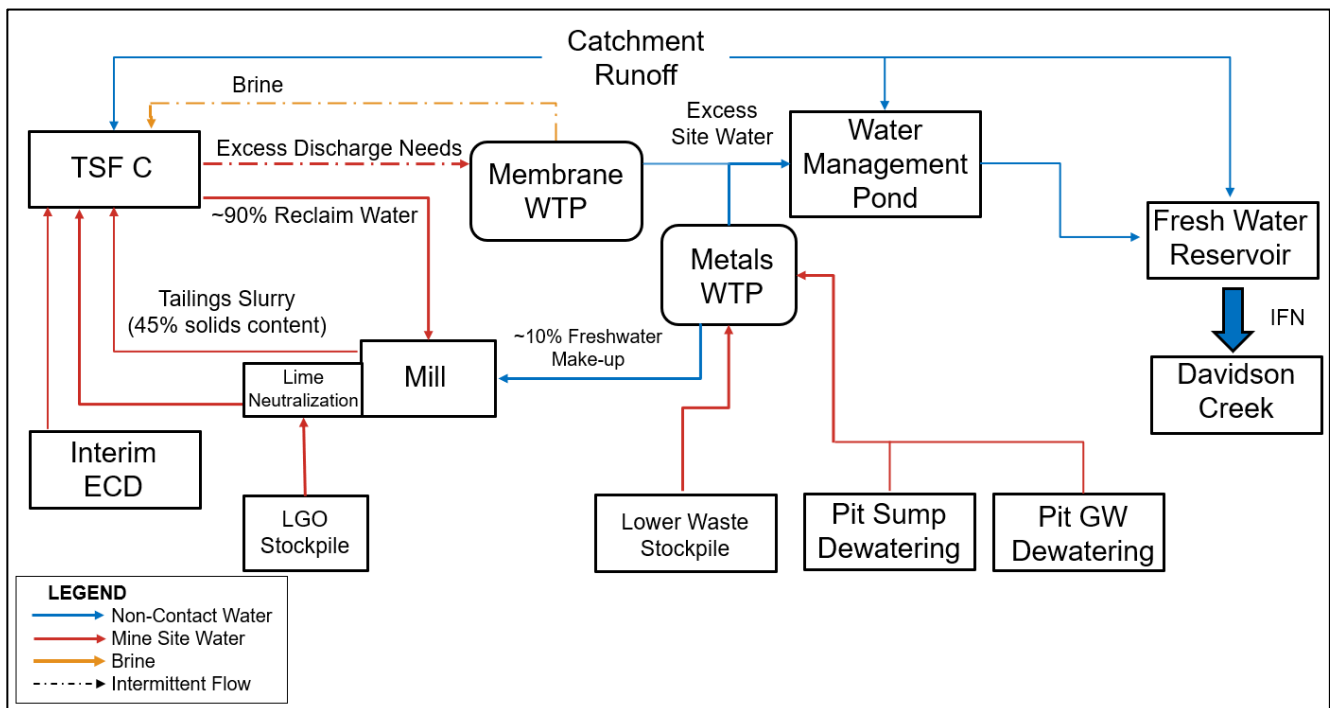 Catchment
Runoff
Brine
Excess
Site Water
TSF C
Excess Discharge Needs
Membrane
WTP
Water
Management
Pond
~90% Reclaim Water
Fresh Water
Reservoir
Metals
WTP
Tailings Slurry
(45% solids content)
~10% Freshwater
Make-up
IFN
Lime
Neutralization
Mill
Davidson
Creek
Interim
ECD
LGO
Stockpile
Lower Waste
Stockpile
Pit Sump
Dewatering
Pit GW
Dewatering
LEGEND
Non-Contact Water
Mine Site Water
Brine
Intermittent Flow